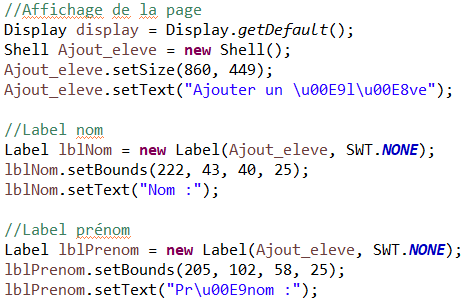 //Affichage de la page
Display display = Display.getDefault();
Shell Ajout_eleve = new Shell();
Ajout_eleve.setSize(860, 449);
Ajout_eleve.setText("Ajouter un \u00E9l\u00E8ve");
//Label nom
Label lblNom = new Label(Ajout_eleve, SWT.NONE);
lblNom.setBounds(222, 43, 40, 25);
lblNom.setText("Nom :");
//Label prénom
Label lblPrenom = new Label(Ajout_eleve, SWT.NONE);
lblPrenom.setBounds(205, 102, 58, 25);
lblPrenom.setText("Pr\u00E9nom :");